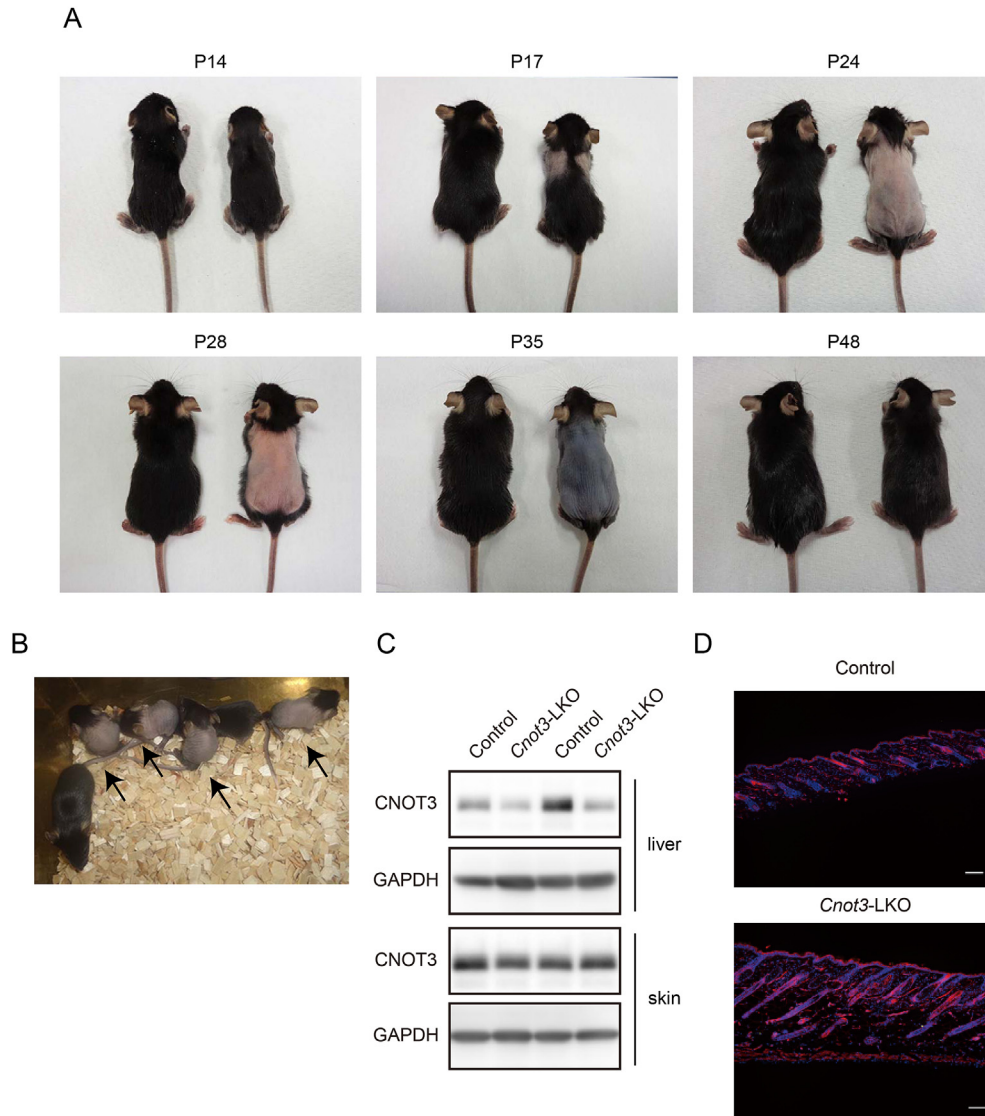 A
P14
P17
P24
P28
P35
P48
B
C
D
Control
Cnot3-LKO
Control
Cnot3-LKO
CNOT3
GAPDH
liver
CNOT3
GAPDH
skin
Control
Cnot3-LKO